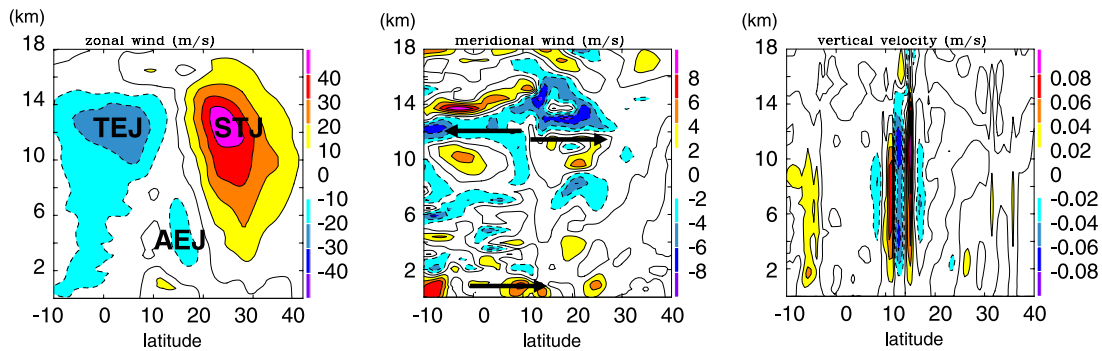 (km)
zonal wind (m/s)
18
14
10
6
2
TEJ
STJ
AEJ
40
30
20
10
0
-10
-20
-30
-40
-10 0 10 20 30 40
latitude
(km)
meridional wind (m/s)
18
14
10
6
2
8
6
4
2
0
-2
-4
-6
-8
-10 0 10 20 30 40
latitude
(km)
vertical velocity (m/s)
18
14
10
6
2
0.08
0.06
0.04
0.02
0
-0.02
-0.04
-0.06
-0.08
-10 0 10 20 30 40
latitude